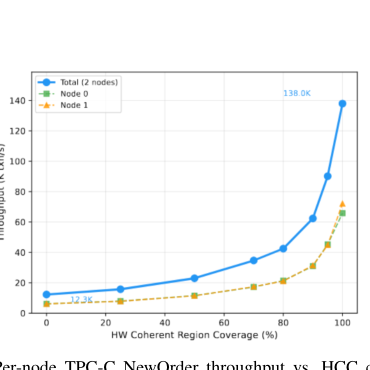 Total (2 nodes)
Node 0
Node 1
138.0K
12.3K
140
120
100
80
60
40
20
0
0 20 40 60 80 100
HW Coherent Region Coverage (%)
Per-node TPC-C NewOrder throughput vs. HCC